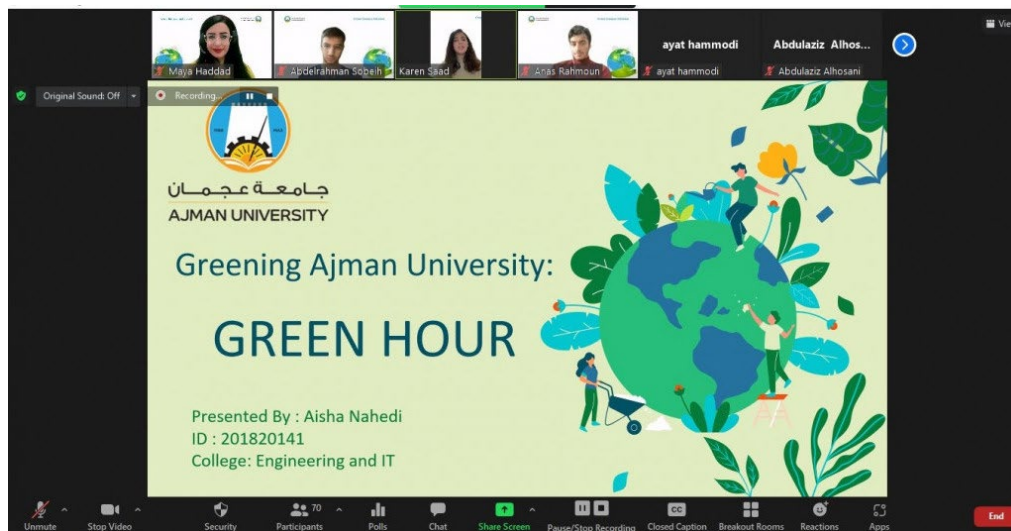 View
Maya Haddad
Abdelrahman Sobeih
Karen Saad
Anas Rahmoun
ayat hammodi
ayat hammodi
Abdulaziz Alhos...
Abdulaziz Alhosani
Original Sound: Off
Recording...
جامعة عجمان
AJMAN UNIVERSITY
Greening Ajman University:
GREEN HOUR
Presented By : Aisha Nahedi
ID : 201820141
College: Engineering and IT
Unmute
Stop Video
Security
Participants
70
Polls
Chat
Share Screen
Pause/Stop Recording
CC
Closed Caption
Breakout Rooms
Reactions
Apps
End